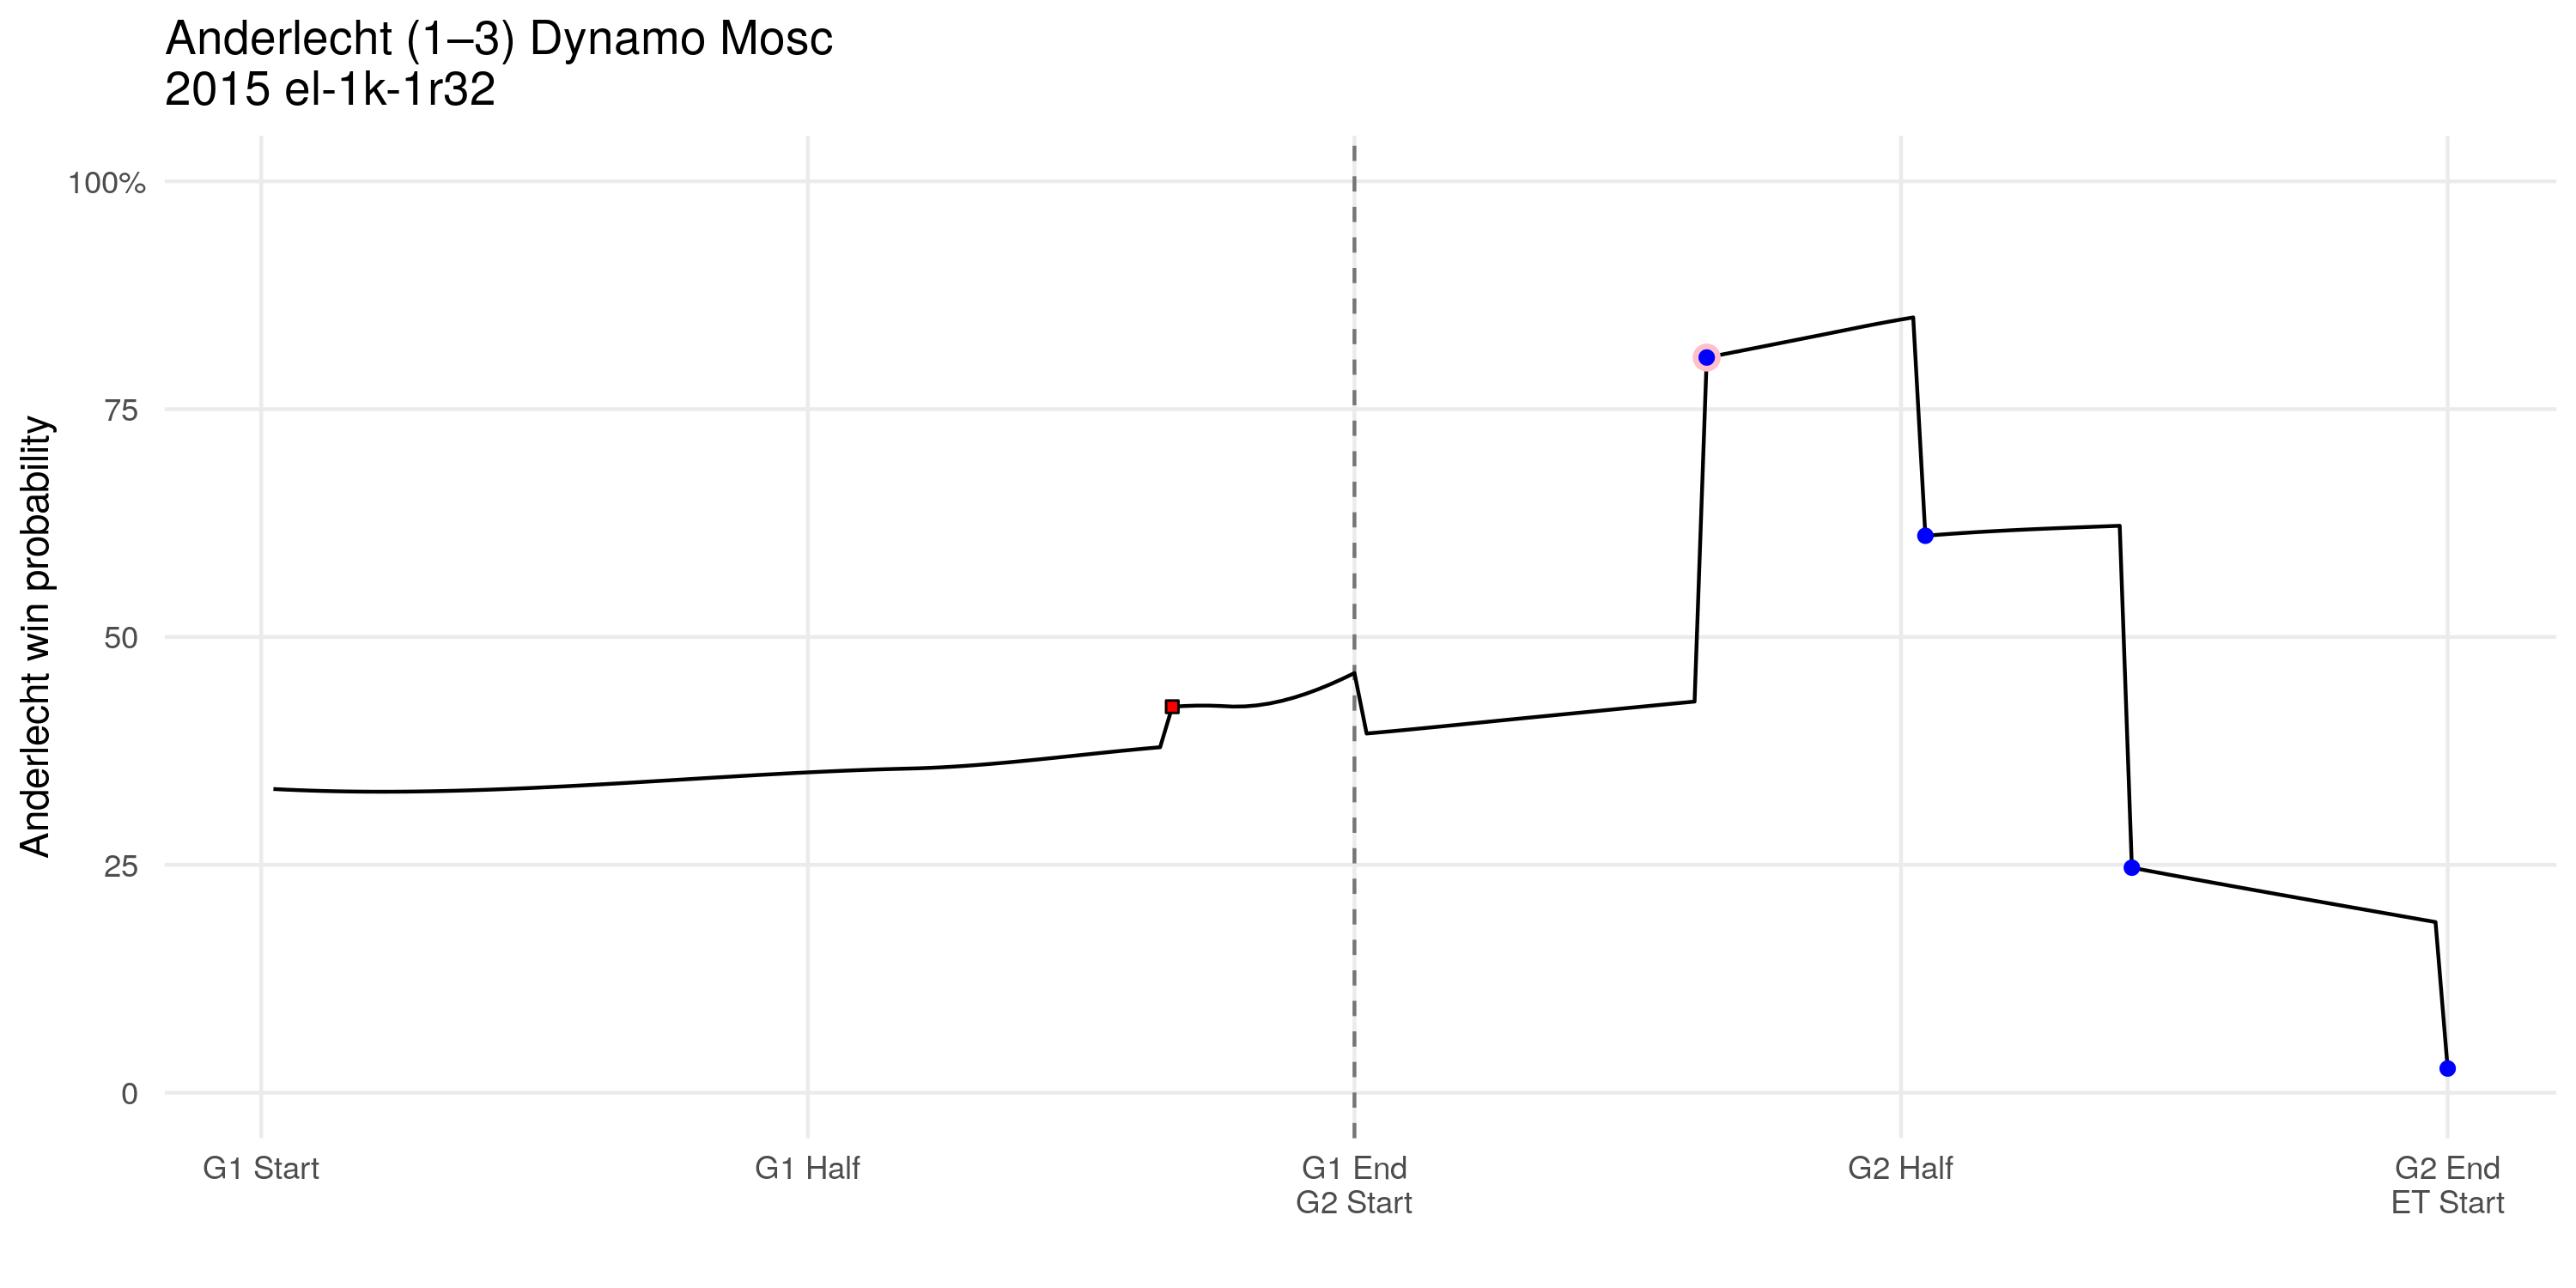 Anderlecht (1–3) Dynamo Mosc
2015 el-1k-1r32
Anderlecht win probability
100%
75
50
25
0
G1 Start
G1 Half
G1 End
G2 Start
G2 Half
G2 End
ET Start